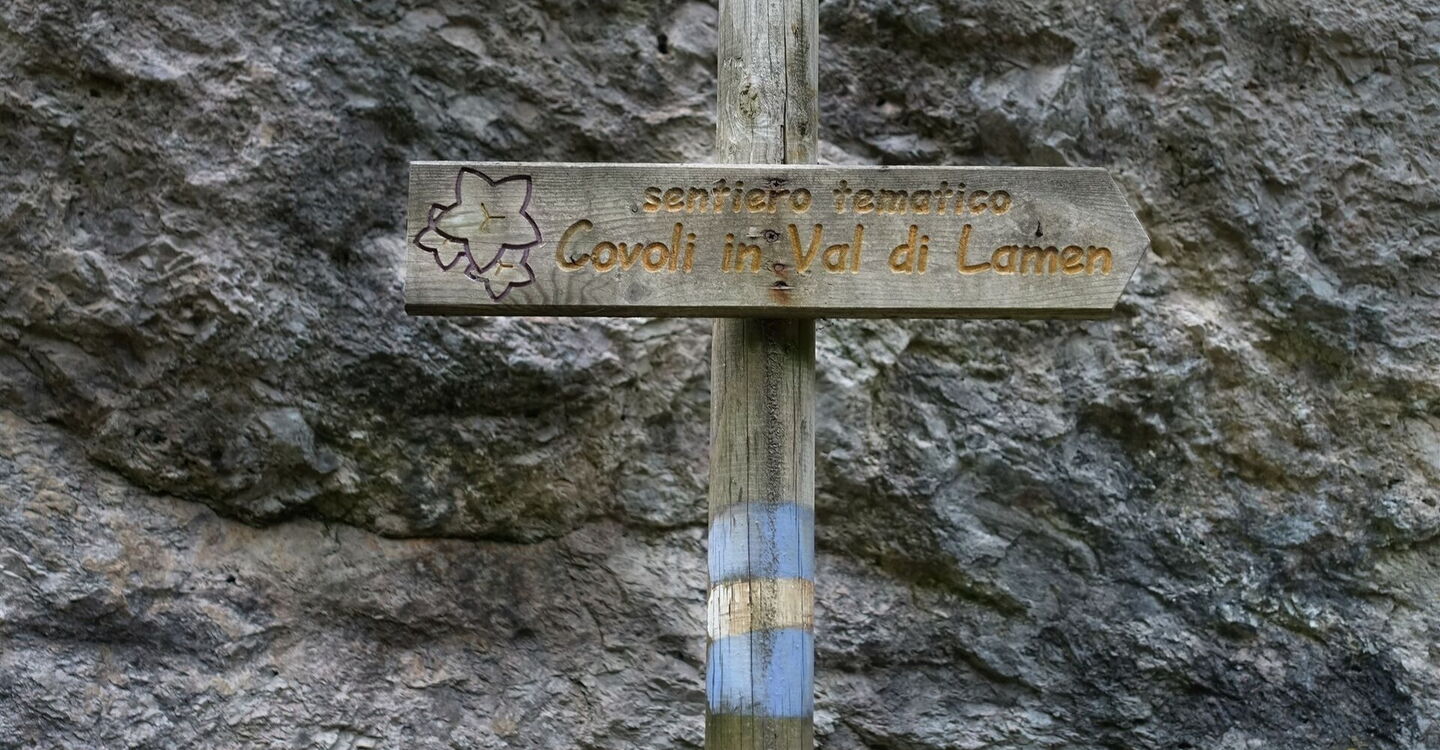 sentiero tematico
Covoli in Val di Lamen